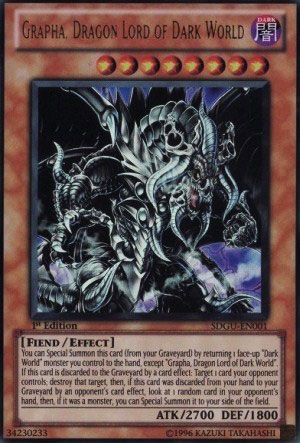 Grapha, Dragon Lord of Dark World
DARK
闇
1st Edition
SDGU-EN001
[FIEND / EFFECT]
You can Special Summon this card (from your Graveyard) by returning 1 face-up "Dark
World" monster you control to the hand, except "Grapha, Dragon Lord of Dark World".
If this card is discarded to the Graveyard by a card effect: Target 1 card your opponent
controls; destroy that target, then, if this card was discarded from your hand to your
Graveyard by an opponent's card effect, look at 1 random card in your opponent's
hand, then if it was a monster, you can Special Summon it to your side of the field.
ATK/2700 DEF/1800
34230233
©1996 KAZUKI TAKAHASHI